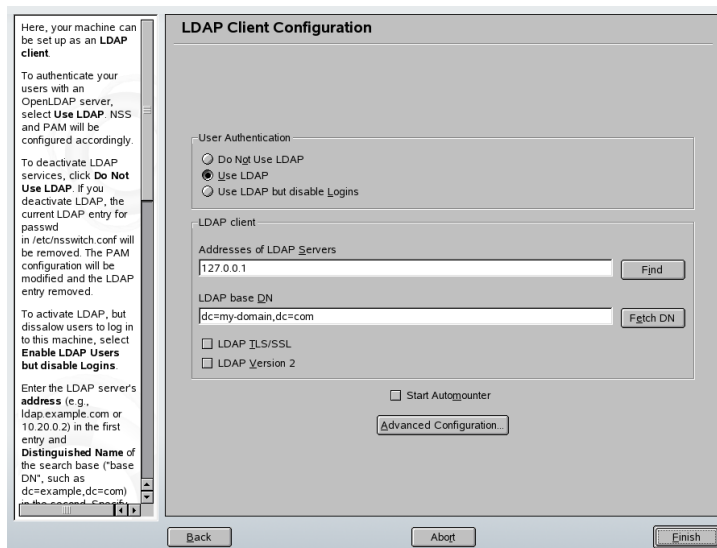 Here, your machine can
be set up as an LDAP
client.
To authenticate your
users with an
OpenLDAP server,
select Use LDAP. NSS
and PAM will be
configured accordingly.
To deactivate LDAP
services, click Do Not
Use LDAP. If you
deactivate LDAP, the
current LDAP entry for
passwd
in /etc/nsswitch.conf will
be removed. The PAM
configuration will be
modified and the LDAP
entry removed.
To activate LDAP, but
dissalow users to log in
to this machine, select
Enable LDAP Users
but disable Logins.
Enter the LDAP server's
address (e.g.,
ldap.example.com or
10.20.0.2) in the first
entry and
Distinguished Name of
the search base ("base
DN", such as
dc=example,dc=com)
in the second. Specify
LDAP Client Configuration
User Authentication
Do Not Use LDAP
Use LDAP
Use LDAP but disable Logins
LDAP client
Addresses of LDAP Servers
127.0.0.1
Find
LDAP base DN
dc=my-domain,dc=com
Fetch DN
LDAP TLS/SSL
LDAP Version 2
Start Automounter
Advanced Configuration...
Back
Abort
Finish